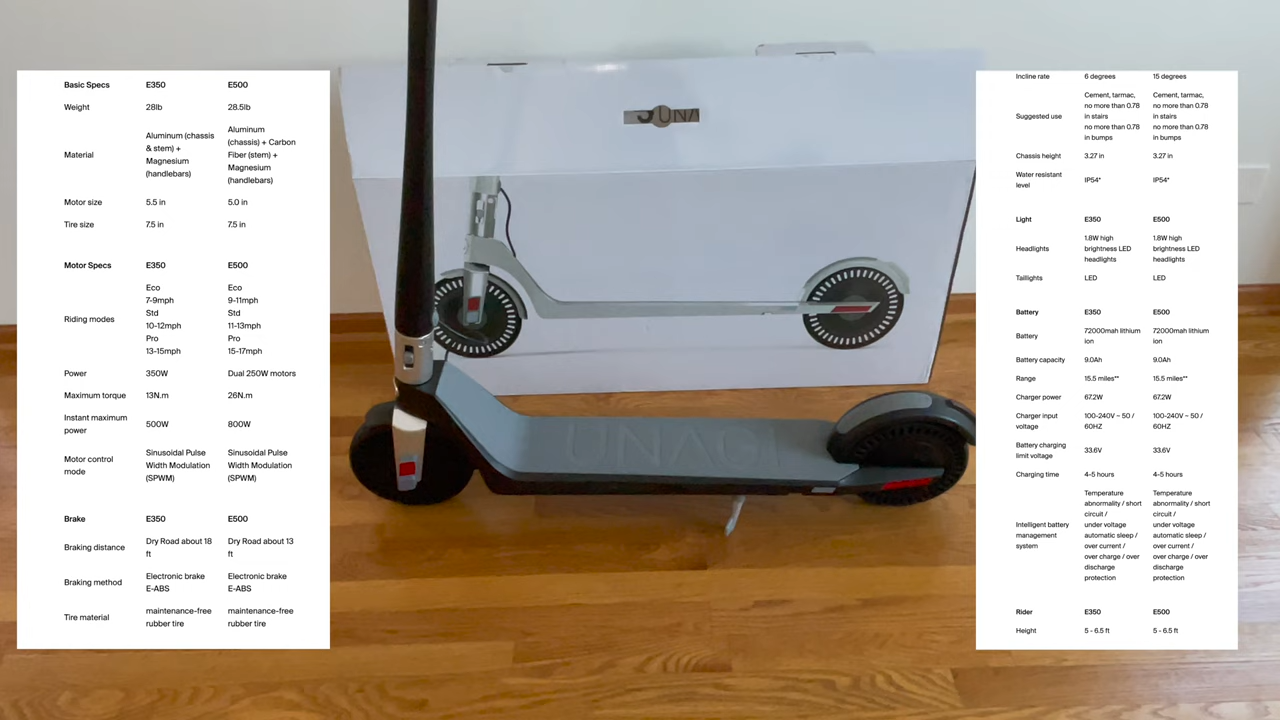 Basic Specs E350 E500
Weight 28lb 28.5lb
Material Aluminum (chassis & stem) + Magnesium (handlebars) Aluminum (chassis) + Carbon Fiber (stem) + Magnesium (handlebars)
Motor size 5.5 in 5.0 in
Tire size 7.5 in 7.5 in
Motor Specs E350 E500
Riding modes Eco 7-9mph Std 10-12mph Pro 13-15mph Eco 9-11mph Std 11-13mph Pro 15-17mph
Power 350W Dual 250W motors
Maximum torque 13N.m 26N.m
Instant maximum power 500W 800W
Motor control mode Sinusoidal Pulse Width Modulation (SPWM) Sinusoidal Pulse Width Modulation (SPWM)
Brake E350 E500
Braking distance Dry Road about 18 ft Dry Road about 13 ft
Braking method Electronic brake E-ABS Electronic brake E-ABS
Tire material maintenance-free rubber tire maintenance-free rubber tire
UNA
UNAGI
Incline rate 6 degrees 15 degrees
Suggested use Cement, tarmac, no more than 0.78 in stairs no more than 0.78 in bumps Cement, tarmac, no more than 0.78 in stairs no more than 0.78 in bumps
Chassis height 3.27 in 3.27 in
Water resistant level IP54* IP54*
Light E350 E500
Headlights 1.8W high brightness LED headlights 1.8W high brightness LED headlights
Taillights LED LED
Battery E350 E500
Battery 72000mah lithium ion 72000mah lithium ion
Battery capacity 9.0Ah 9.0Ah
Range 15.5 miles** 15.5 miles**
Charger power 67.2W 67.2W
Charger input voltage 100-240V ~ 50 / 60HZ 100-240V ~ 50 / 60HZ
Battery charging limit voltage 33.6V 33.6V
Charging time 4-5 hours 4-5 hours
Intelligent battery management system Temperature abnormality / short circuit / under voltage automatic sleep / over current / over charge / over discharge protection Temperature abnormality / short circuit / under voltage automatic sleep / over current / over charge / over discharge protection
Rider E350 E500
Height 5 - 6.5 ft 5 - 6.5 ft